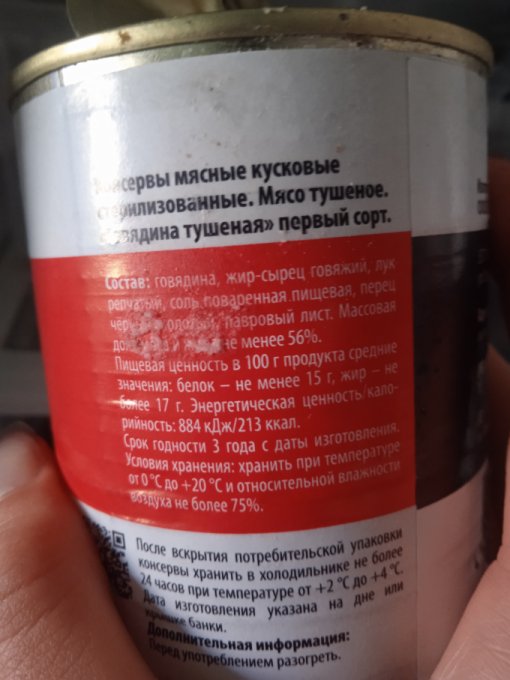 Консервы мясные кусковые
стерилизованные. Мясо тушеное.
«Говядина тушеная» первый сорт.
Состав: говядина, жир-сырец говяжий, лук
репчатый, соль поваренная пищевая, перец
лавровый лист. Массовая
не менее 56%.
Пищевая ценность в 100 г продукта средние
значения: белок – не менее 15 г, жир – не
более 17 г. Энергетическая ценность/кало-
рийность: 884 кДж/213 ккал.
Срок годности 3 года с даты изготовления.
Условия хранения: хранить при температуре
от 0 °С до +20 °С и относительной влажности
воздуха не более 75%.
После вскрытия потребительской упаковки
консервы хранить в холодильнике не более
24 часов при температуре от +2 °С до +4 °С.
Дата изготовления указана на дне или
крышке банки.
Дополнительная информация:
Перед употреблением разогреть.